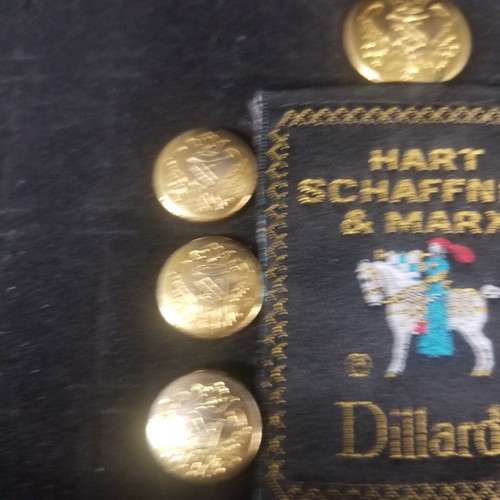 HART
SCHAFFN
& MARX
Dillard